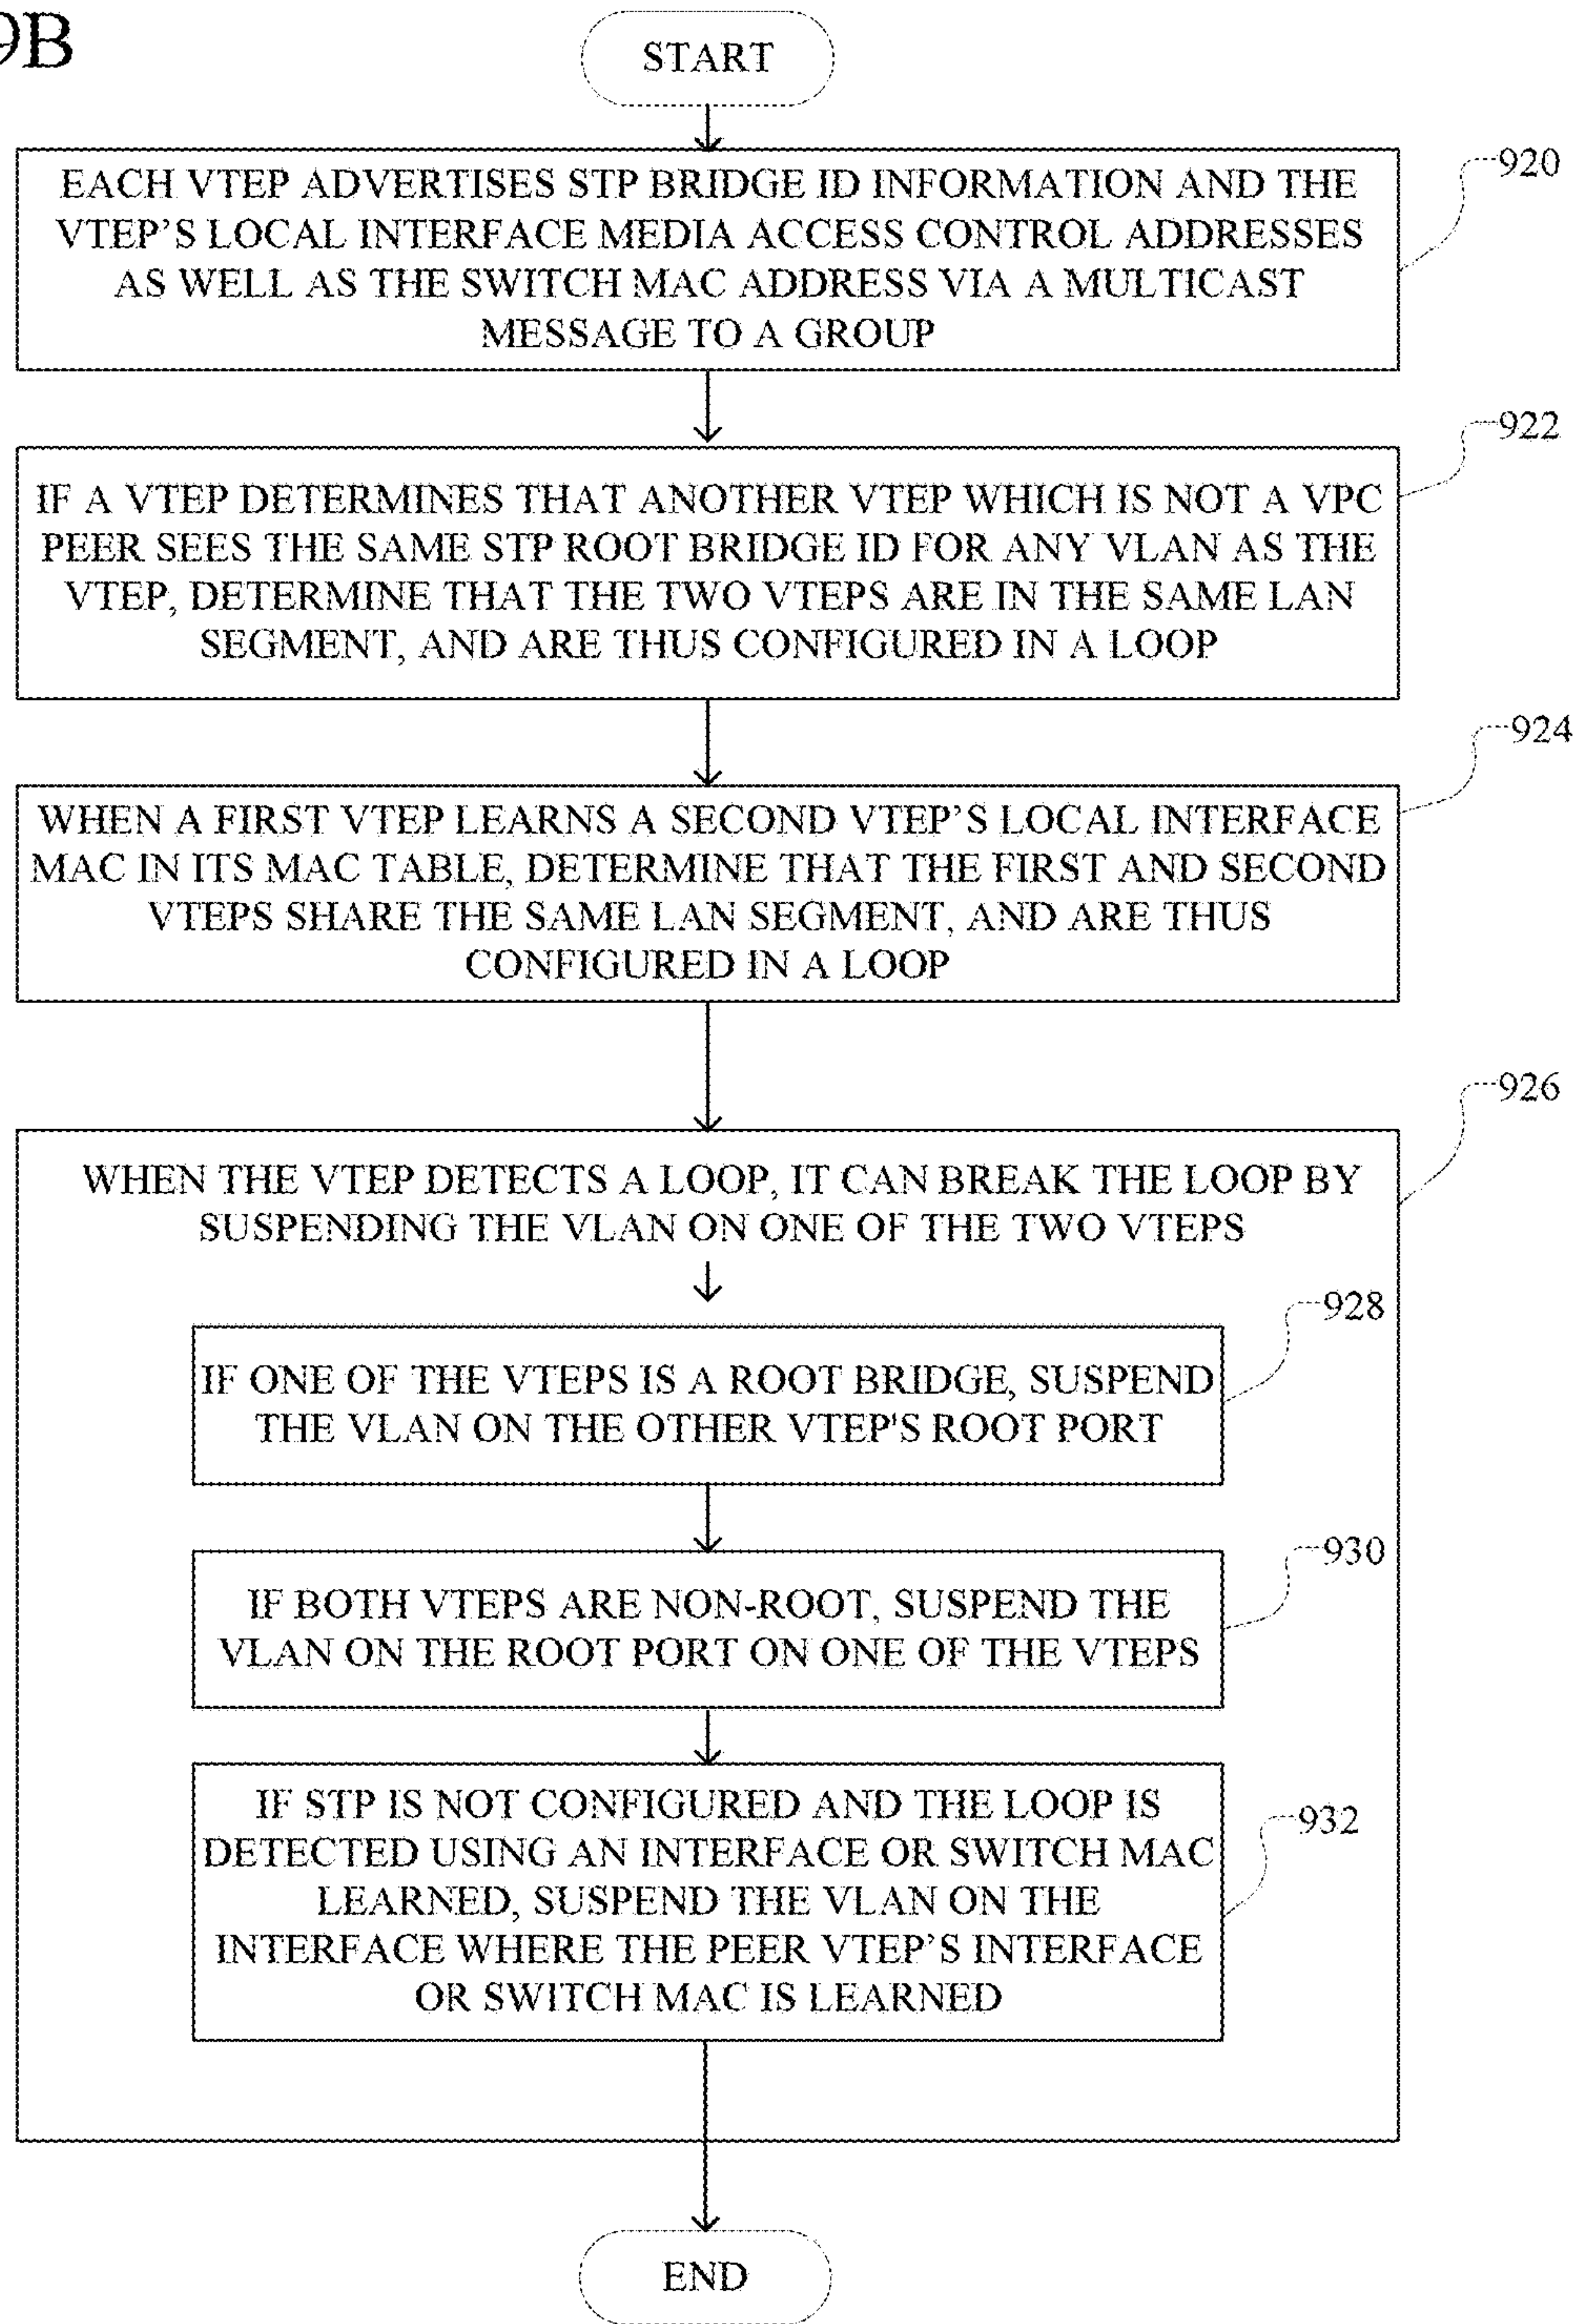 9B
START
EACH VTEP ADVERTISES STP BRIDGE ID INFORMATION AND THE
VTEP’S LOCAL INTERFACE MEDIA ACCESS CONTROL ADDRESSES
AS WELL AS THE SWITCH MAC ADDRESS VIA A MULTICAST
MESSAGE TO A GROUP
920
IF A VTEP DETERMINES THAT ANOTHER VTEP WHICH IS NOT A VPC
PEER SEES THE SAME STP ROOT BRIDGE ID FOR ANY VLAN AS THE
VTEP, DETERMINE THAT THE TWO VTEPS ARE IN THE SAME LAN
SEGMENT, AND ARE THUS CONFIGURED IN A LOOP
922
WHEN A FIRST VTEP LEARNS A SECOND VTEP’S LOCAL INTERFACE
MAC IN ITS MAC TABLE, DETERMINE THAT THE FIRST AND SECOND
VTEPS SHARE THE SAME LAN SEGMENT, AND ARE THUS
CONFIGURED IN A LOOP
924
WHEN THE VTEP DETECTS A LOOP, IT CAN BREAK THE LOOP BY
SUSPENDING THE VLAN ON ONE OF THE TWO VTEPS
926
IF ONE OF THE VTEPS IS A ROOT BRIDGE, SUSPEND
THE VLAN ON THE OTHER VTEP'S ROOT PORT
928
IF BOTH VTEPS ARE NON-ROOT, SUSPEND THE
VLAN ON THE ROOT PORT ON ONE OF THE VTEPS
930
IF STP IS NOT CONFIGURED AND THE LOOP IS
DETECTED USING AN INTERFACE OR SWITCH MAC
LEARNED, SUSPEND THE VLAN ON THE
INTERFACE WHERE THE PEER VTEP’S INTERFACE
OR SWITCH MAC IS LEARNED
932
END